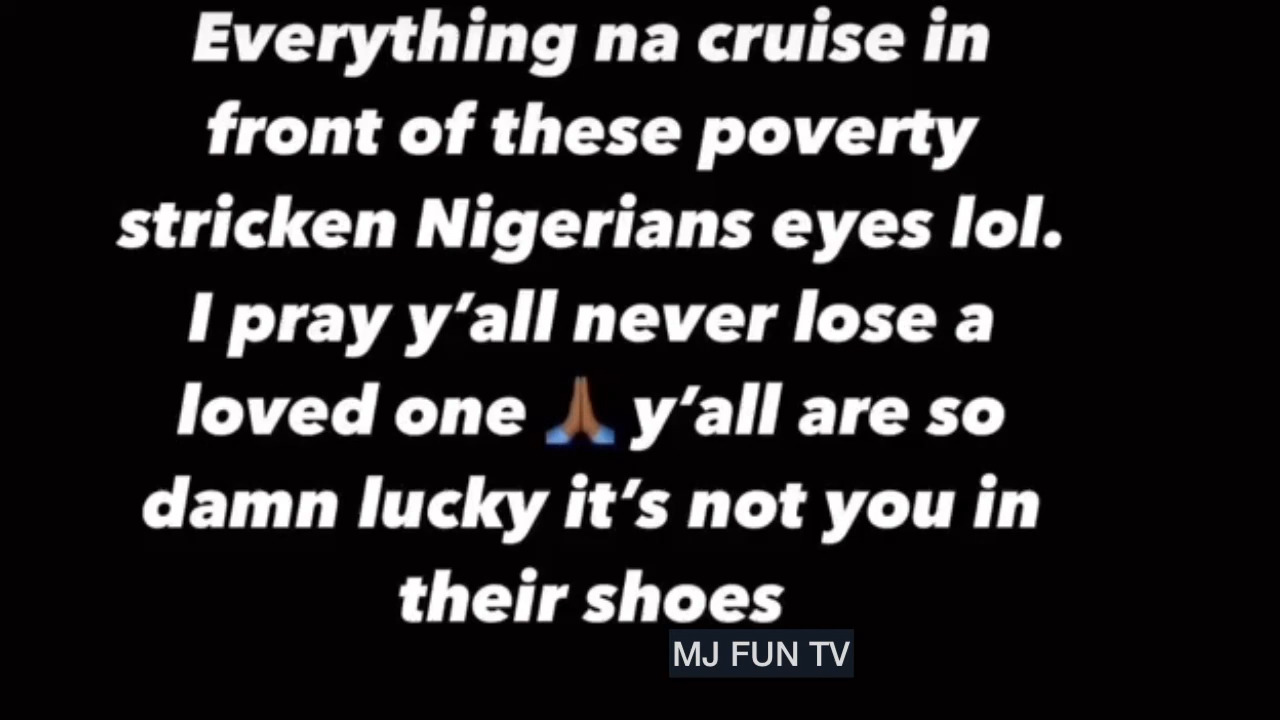 Everything na cruise in
front of these poverty
stricken Nigerians eyes lol.
I pray y’all never lose a
loved one 🙏🏾 y’all are so
damn lucky it’s not you in
their shoes
MJ FUN TV